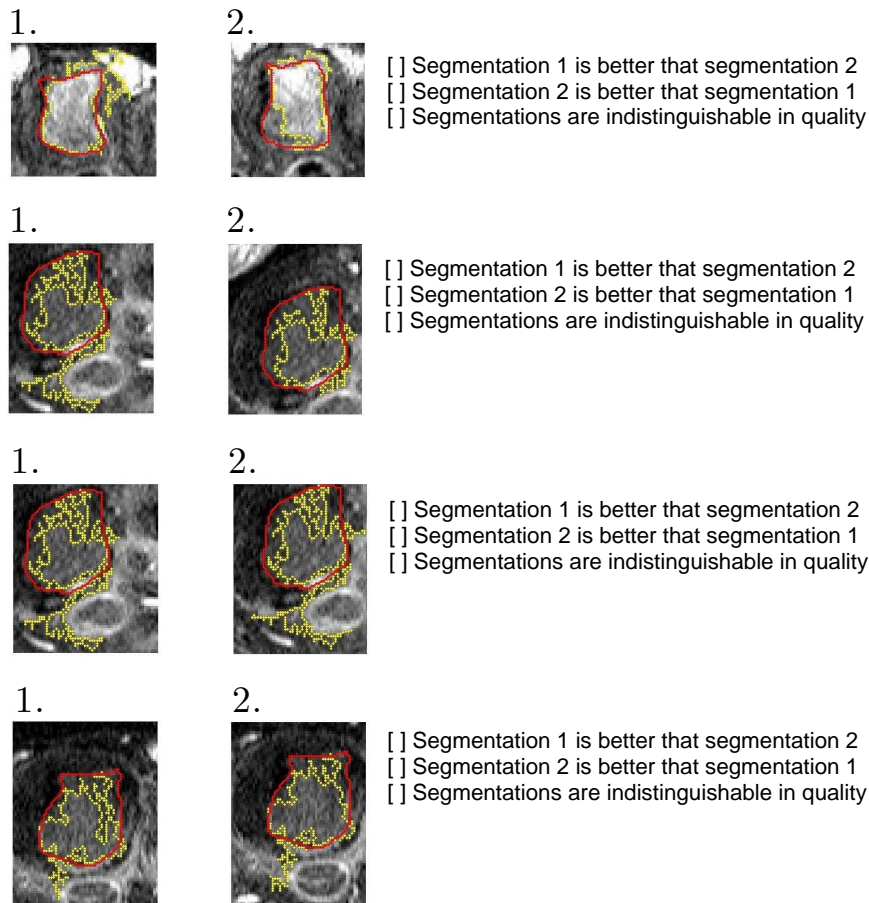 1. 2.
[ ] Segmentation 1 is better that segmentation 2
[ ] Segmentation 2 is better that segmentation 1
[ ] Segmentations are indistinguishable in quality
1. 2.
[ ] Segmentation 1 is better that segmentation 2
[ ] Segmentation 2 is better that segmentation 1
[ ] Segmentations are indistinguishable in quality
1. 2.
[ ] Segmentation 1 is better that segmentation 2
[ ] Segmentation 2 is better that segmentation 1
[ ] Segmentations are indistinguishable in quality
1. 2.
[ ] Segmentation 1 is better that segmentation 2
[ ] Segmentation 2 is better that segmentation 1
[ ] Segmentations are indistinguishable in quality